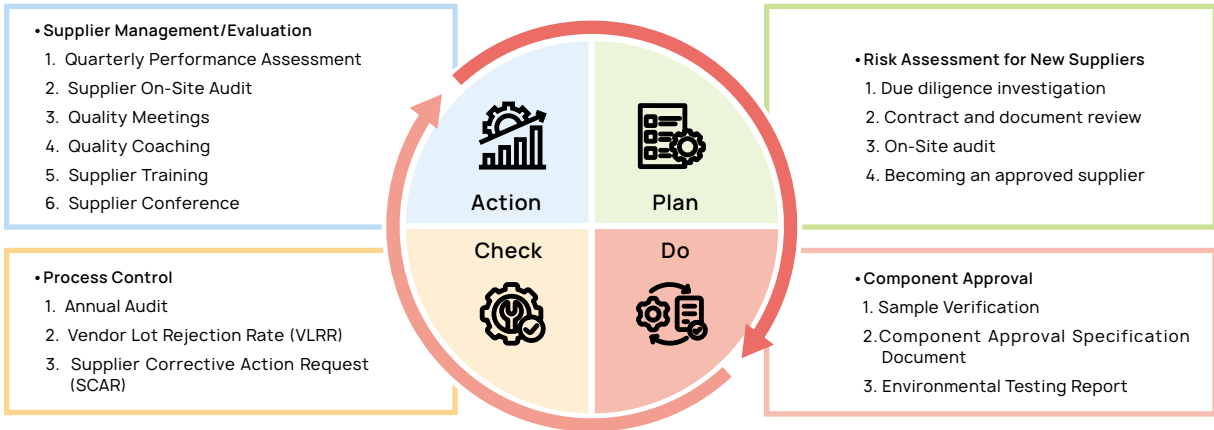 •Supplier Management/Evaluation
1. Quarterly Performance Assessment
2. Supplier On-Site Audit
3. Quality Meetings
4. Quality Coaching
5. Supplier Training
6. Supplier Conference
Action
Plan
•Risk Assessment for New Suppliers
1. Due diligence investigation
2. Contract and document review
3. On-Site audit
4. Becoming an approved supplier
•Process Control
1. Annual Audit
2. Vendor Lot Rejection Rate (VLRR)
3. Supplier Corrective Action Request
(SCAR)
Check
Do
•Component Approval
1. Sample Verification
2.Component Approval Specification
Document
3. Environmental Testing Report